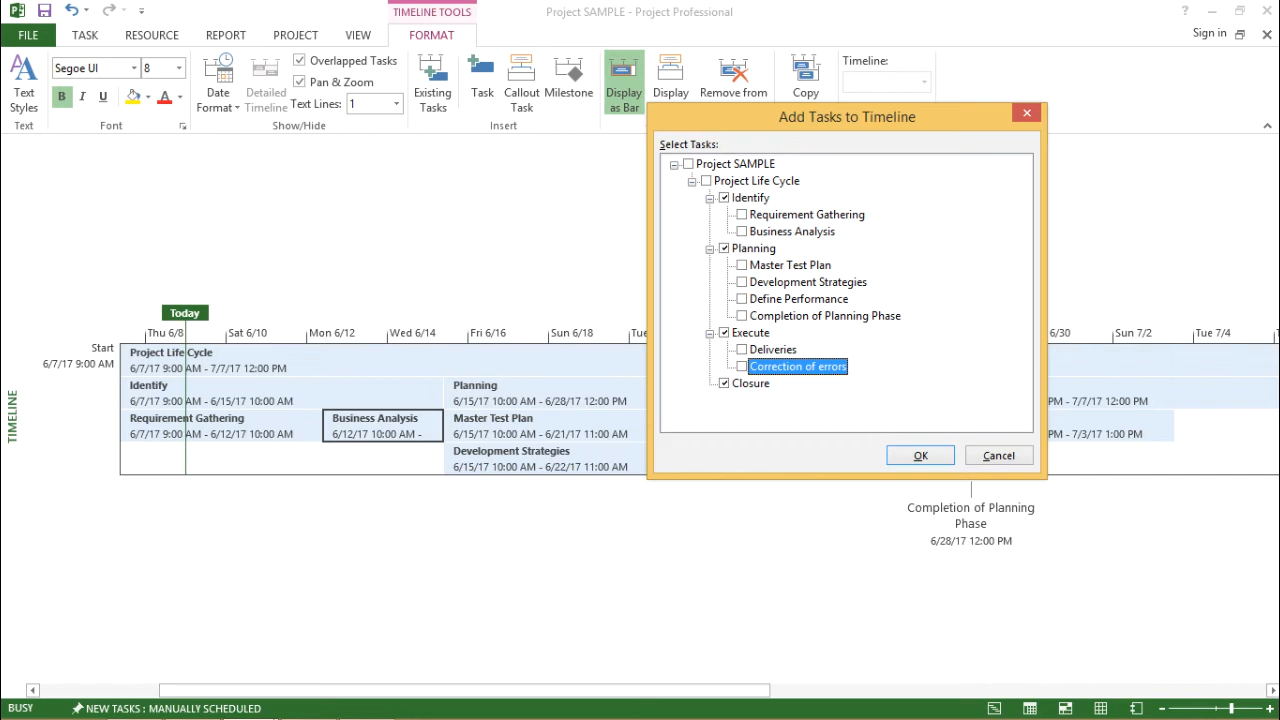 TIMELINE TOOLS
Project SAMPLE - Project Professional
FILE TASK RESOURCE REPORT PROJECT VIEW FORMAT
Sign in
Text Styles
Segoe UI 8
B I U A
Text
Font
Date Format
Detailed Timeline
Overlapped Tasks
Pan & Zoom
Text Lines: 1
Show/Hide
Existing Tasks
Task
Callout Task
Milestone
Insert
Display as Bar
Display
Remove from
Copy
Timeline:
Add Tasks to Timeline
Select Tasks:
Project SAMPLE
Project Life Cycle
Identify
Requirement Gathering
Business Analysis
Planning
Master Test Plan
Development Strategies
Define Performance
Completion of Planning Phase
Execute
Deliveries
Correction of errors
Closure
OK Cancel
TIMELINE
Today
Thu 6/8 Sat 6/10 Mon 6/12 Wed 6/14 Fri 6/16 Sun 6/18 Tue 6/30 Sun 7/2 Tue 7/4
Start
6/7/17 9:00 AM
Project Life Cycle
6/7/17 9:00 AM - 7/7/17 12:00 PM
Identify
6/7/17 9:00 AM - 6/15/17 10:00 AM
Planning
6/15/17 10:00 AM - 6/28/17 12:00 PM
PM - 7/7/17 12:00 PM
Requirement Gathering
6/7/17 9:00 AM - 6/12/17 10:00 AM
Business Analysis
6/12/17 10:00 AM -
Master Test Plan
6/15/17 10:00 AM - 6/21/17 11:00 AM
PM - 7/3/17 1:00 PM
Development Strategies
6/15/17 10:00 AM - 6/22/17 11:00 AM
Completion of Planning
Phase
6/28/17 12:00 PM
BUSY
NEW TASKS : MANUALLY SCHEDULED